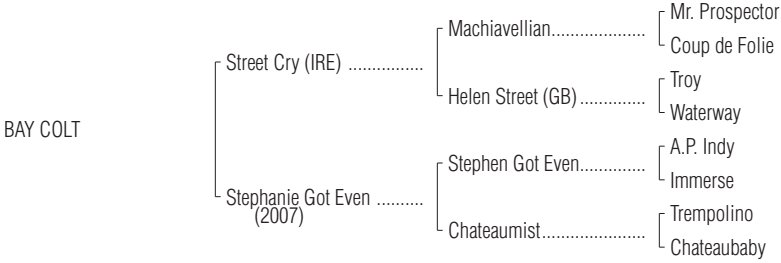 Mr. Prospector
Machiavellian....................
Coup de Folie
Street Cry (IRE) ................
Troy
Helen Street (GB)..............
Waterway
BAY COLT
A.P. Indy
Stephen Got Even..............
Immerse
Stephanie Got Even ..........
(2007)
Trempolino
Chateaumist......................
Chateaubaby